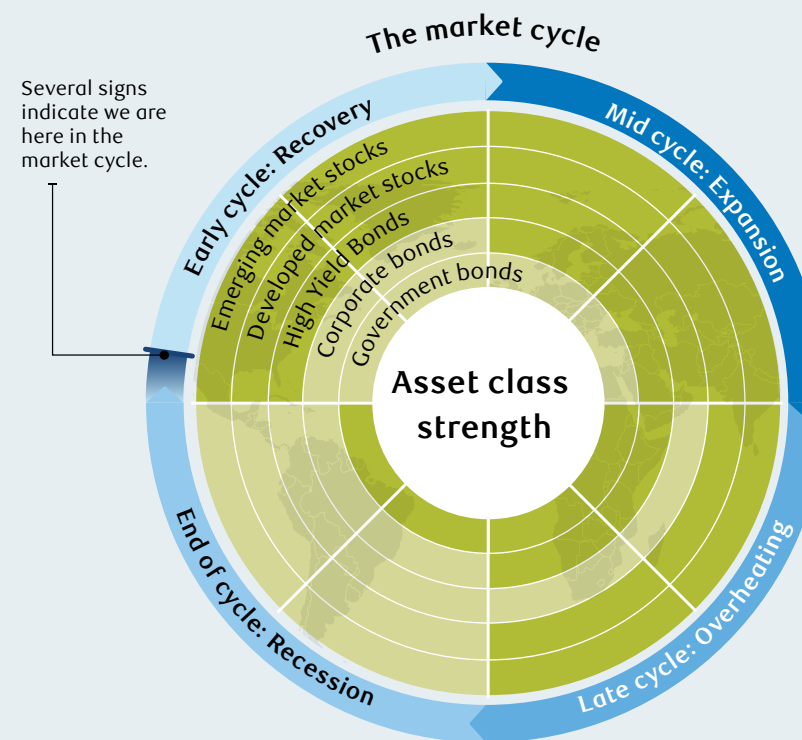 The market cycle
Several signs
indicate we are
here in the
market cycle.
Early cycle: Recovery
Mid cycle: Expansion
Emerging market stocks
Developed market stocks
High Yield Bonds
Corporate bonds
Government bonds
Asset class
strength
End of cycle: Recession
Late cycle: Overheating